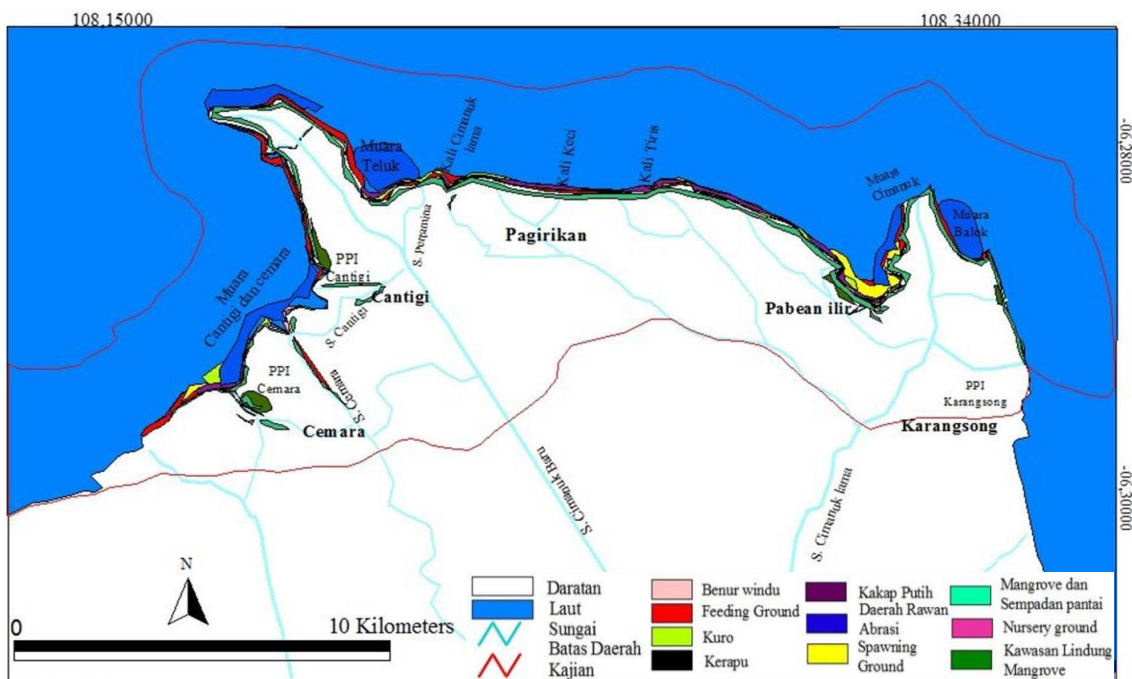 108,15000
108,34000
-06,28000
-06,30000
Muara
Teluk
Kali Cimanuk
lama
Kali Keci
Kali Tiris
Muara
Cimanuk
Muara
Balok
S. Pertamina
Pagirikan
PPI
Cantigi
Cantigi
Muara
Cantigi dan cemara
S. Cantigi
Pabean ilir
PPI
Cemara
S. Cemara
Cemara
PPI
Karangsong
Karangsong
S. Cimanuk Baru
S. Cimanuk lama
N
0
10 Kilometers
Daratan
Laut
Sungai
Batas Daerah
Kajian
Benur windu
Feeding Ground
Kuro
Kerapu
Kakap Putih
Daerah Rawan
Abrasi
Spawning
Ground
Mangrove dan
Sempadan pantai
Nursery ground
Kawasan Lindung
Mangrove